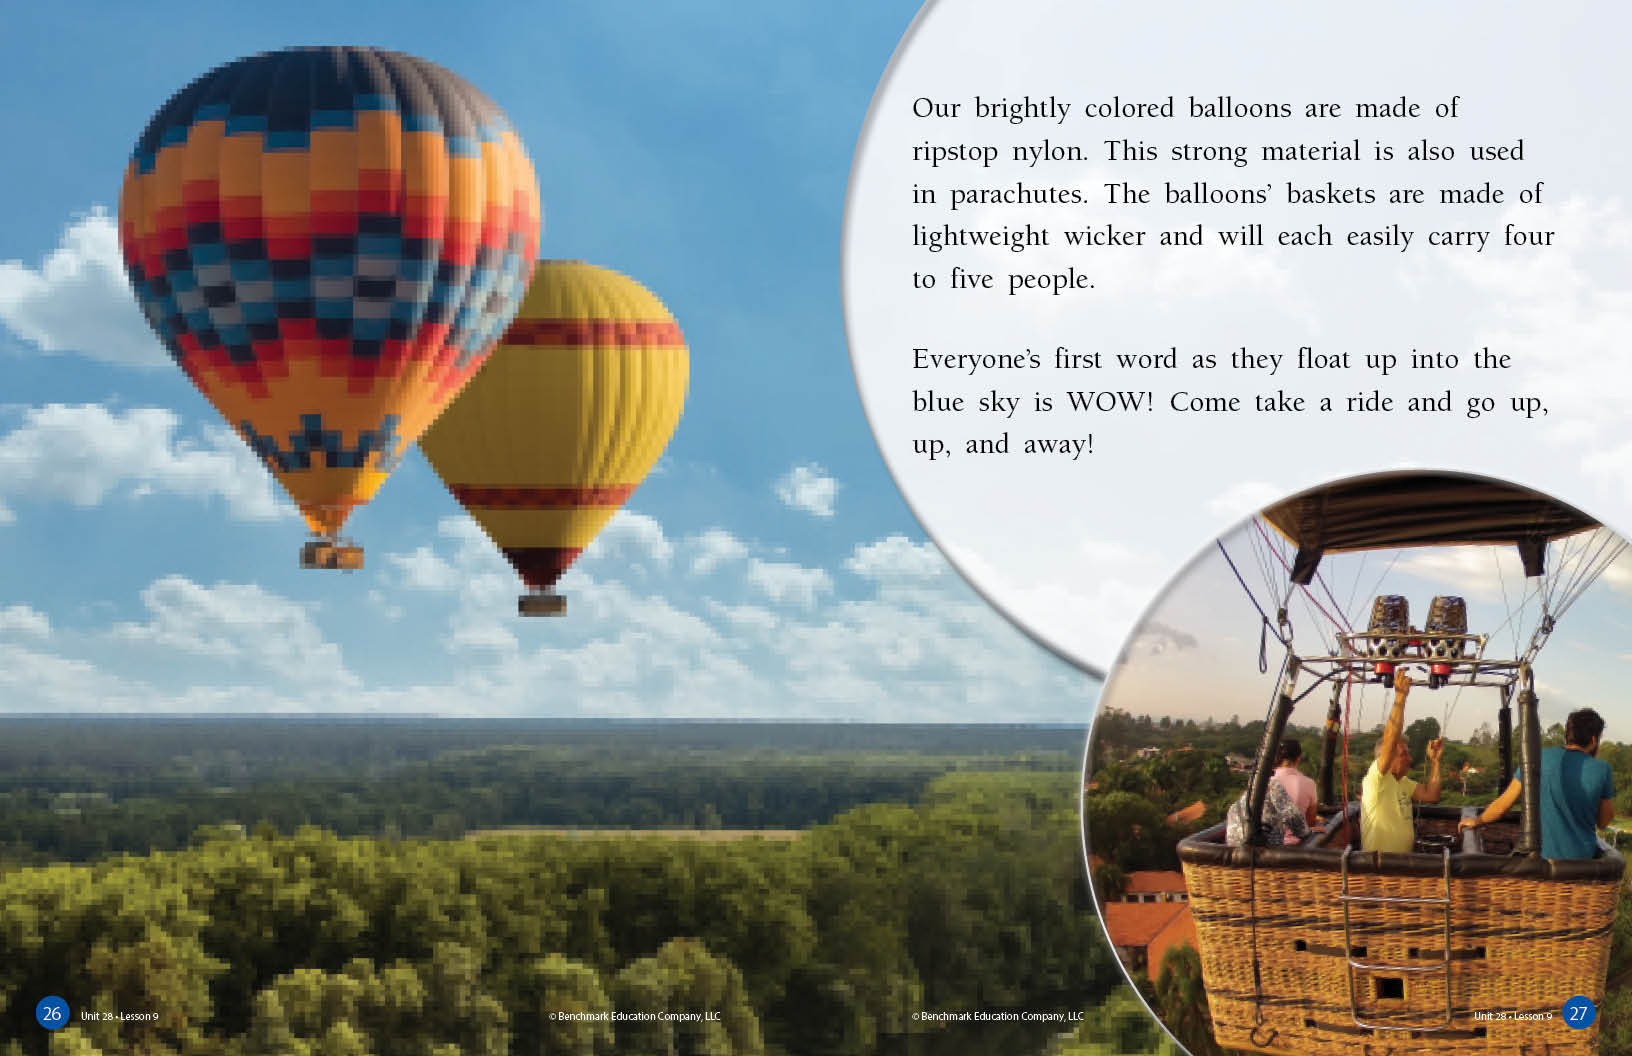 Our brightly colored balloons are made of
ripstop nylon. This strong material is also used
in parachutes. The balloons’ baskets are made of
lightweight wicker and will each easily carry four
to five people.
Everyone’s first word as they float up into the
blue sky is WOW! Come take a ride and go up,
up, and away!
26 Unit 28 • Lesson 9
© Benchmark Education Company, LLC
© Benchmark Education Company, LLC
Unit 28 • Lesson 9 27